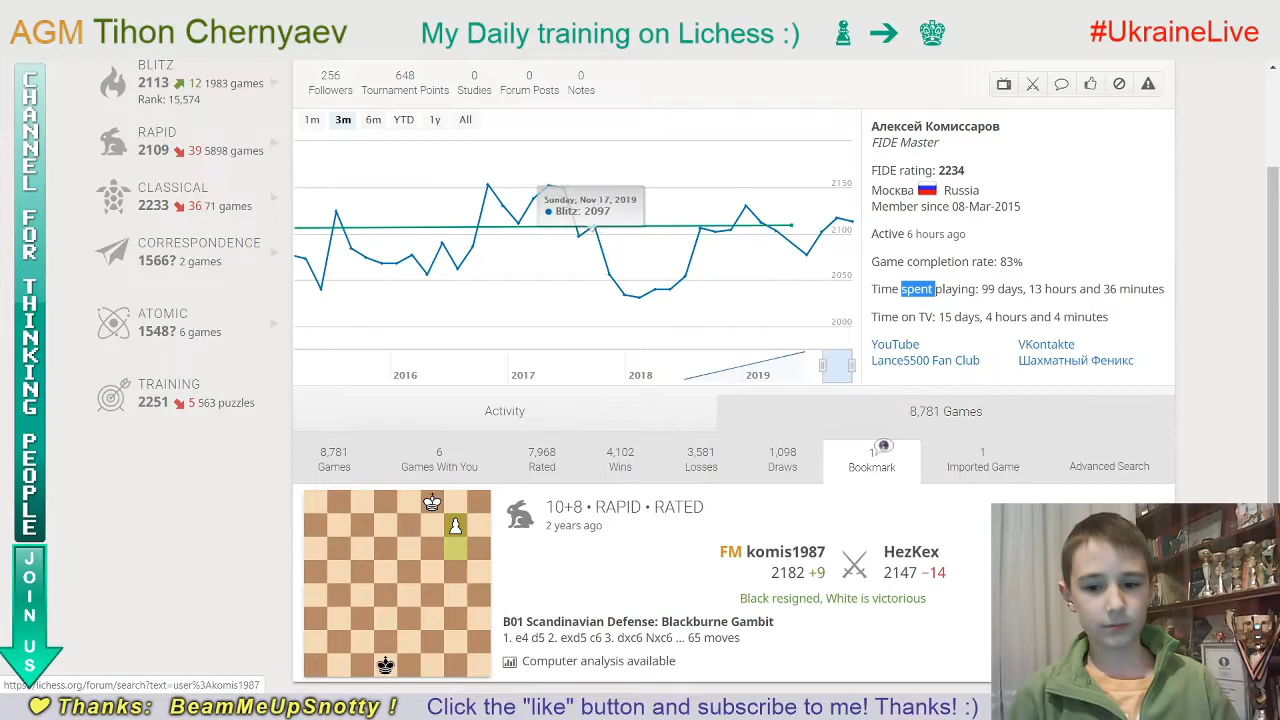 AGM Tihon Chernyaev
My Daily training on Lichess :)
#UkraineLive
CHANNEL FOR THINKING PEOPLE
JOIN US
BLITZ
2113 12 1983 games
Rank: 15,574
RAPID
2109 39 5898 games
CLASSICAL
2233 36 71 games
CORRESPONDENCE
1566? 2 games
ATOMIC
1548? 6 games
TRAINING
2251 5 563 puzzles
256 648 0 0 0
Followers Tournament Points Studies Forum Posts Notes
1m 3m 6m YTD 1y All
2150
Sunday, Nov 17, 2019
Blitz: 2097
2100
2050
2000
2016 2017 2018 2019
Алексей Комиссаров
FIDE Master
FIDE rating: 2234
Москва Russia
Member since 08-Mar-2015
Active 6 hours ago
Game completion rate: 83%
Time spent playing: 99 days, 13 hours and 36 minutes
Time on TV: 15 days, 4 hours and 4 minutes
YouTube VKontakte
Lance5500 Fan Club Шахматный Феникс
Activity 8,781 Games
8,781 6 7,968 4,102 3,581 1,098 1 1
Games Games With You Rated Wins Losses Draws Bookmark Imported Game Advanced Search
10+8 • RAPID • RATED
2 years ago
FM komis1987 HezKex
2182 +9 2147 −14
Black resigned, White is victorious
B01 Scandinavian Defense: Blackburne Gambit
1. e4 d5 2. exd5 c6 3. dxc6 Nxc6 ... 65 moves
Computer analysis available
https://lichess.org/forum/search?text=user%3Akomis1987
Thanks: BeamMeUpSnotty !
Click the "like" button and subscribe to me! Thanks! :)